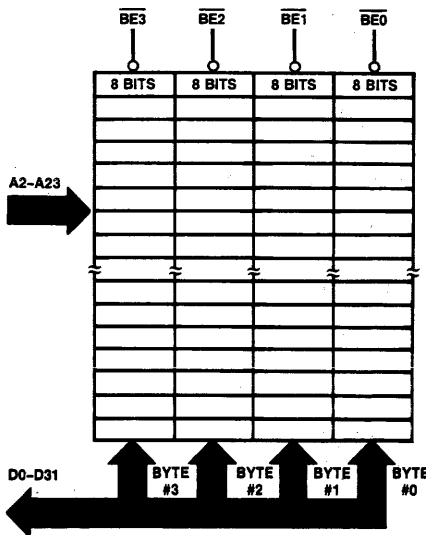 BE3 BE2 BE1 BE0
8 BITS 8 BITS 8 BITS 8 BITS
A2–A23
D0–D31
BYTE #3
BYTE #2
BYTE #1
BYTE #0